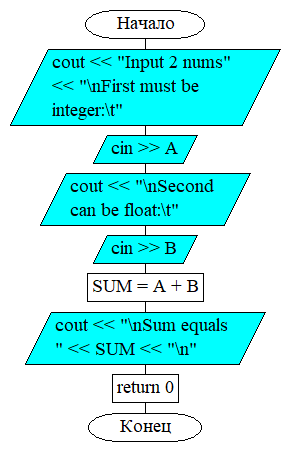 Начало
cout << "Input 2 nums"
<< "\nFirst must be
integer:\t"
cin >> A
cout << "\nSecond
can be float:\t"
cin >> B
SUM = A + B
cout << "\nSum equals
" << SUM << "\n"
return 0
Конец